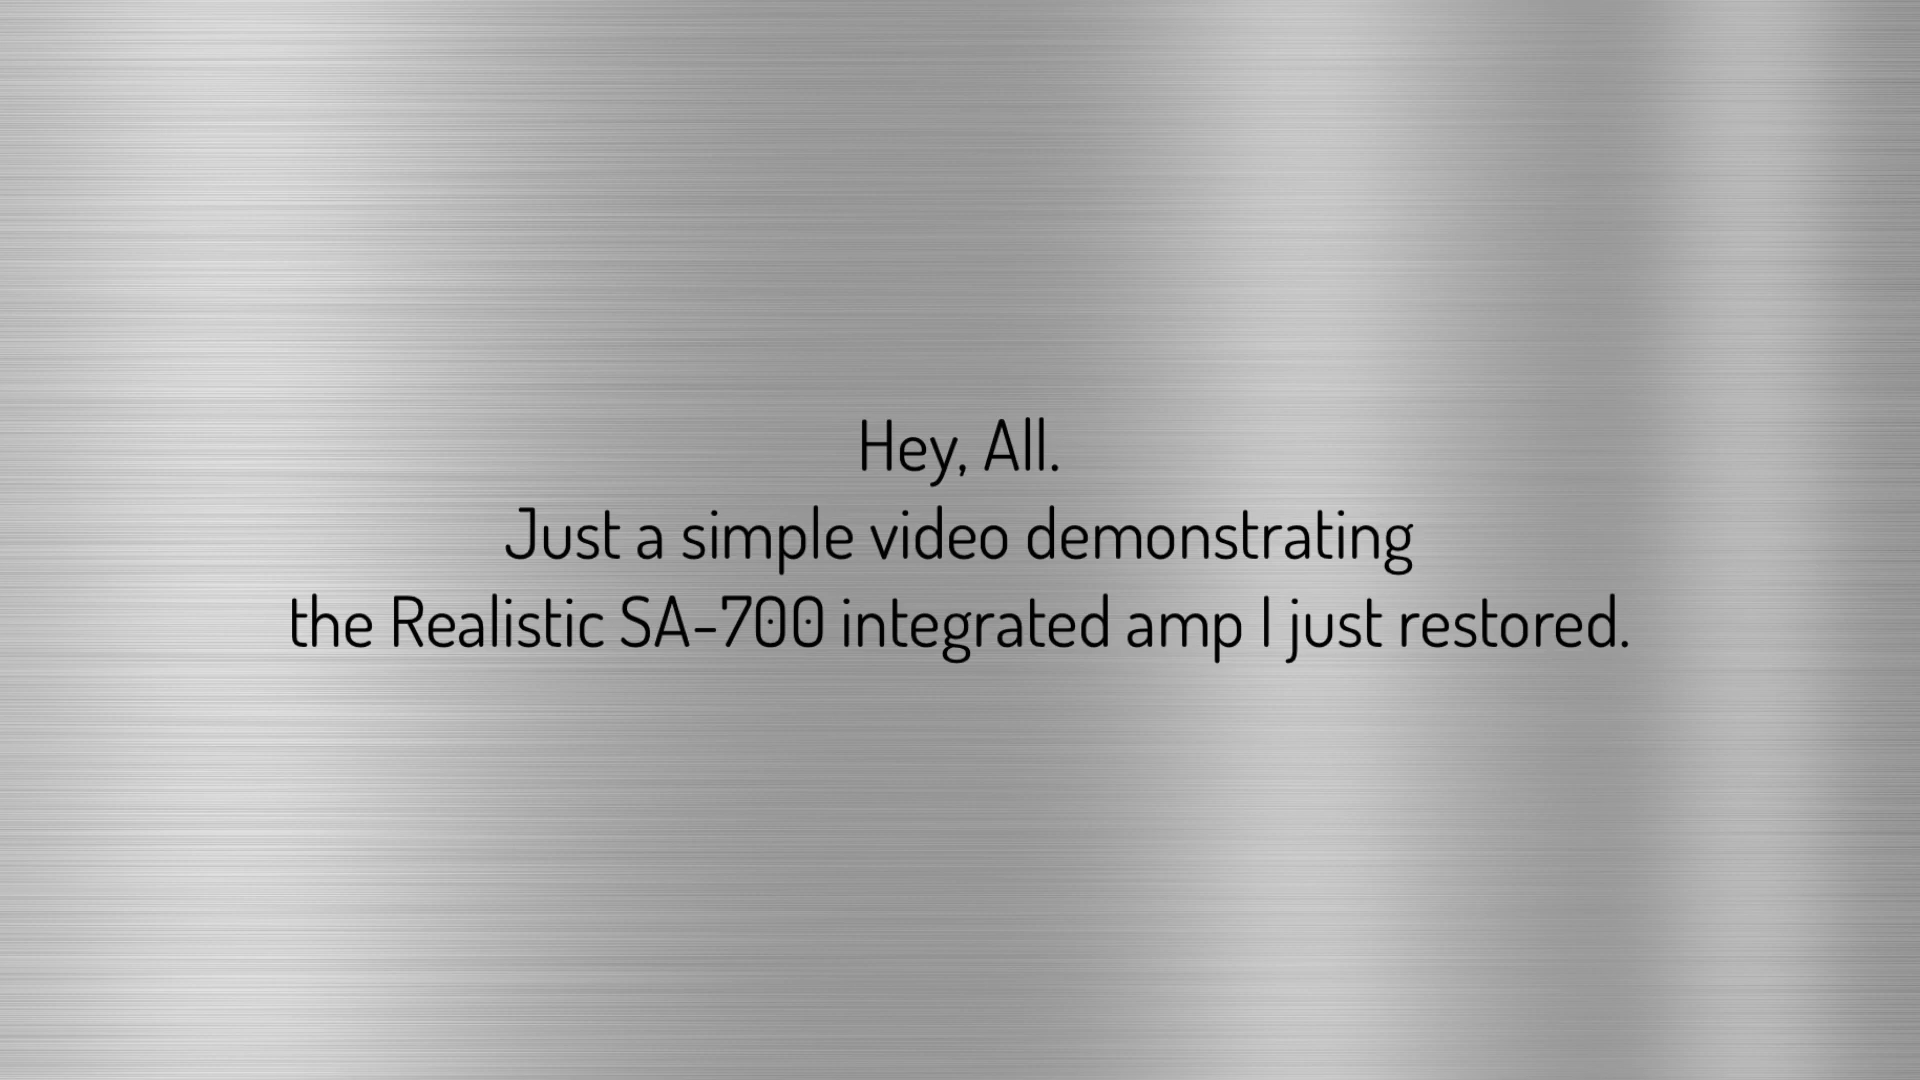 Hey, All.
Just a simple video demonstrating
the Realistic SA-700 integrated amp I just restored.